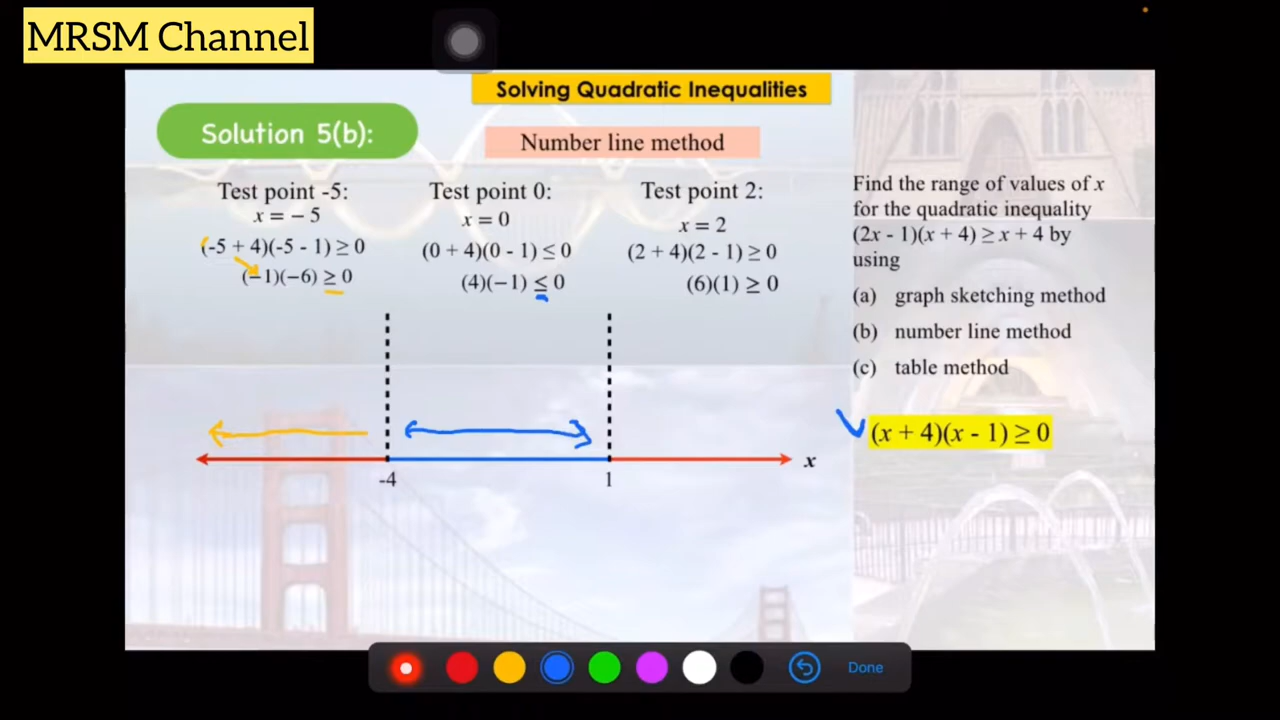 MRSM Channel
Solving Quadratic Inequalities
Solution 5(b):
Number line method
Test point -5:
x = − 5
(-5 + 4)(-5 - 1) ≥ 0
(−1)(−6) ≥ 0
Test point 0:
x = 0
(0 + 4)(0 - 1) ≤ 0
(4)(−1) ≤ 0
Test point 2:
x = 2
(2 + 4)(2 - 1) ≥ 0
(6)(1) ≥ 0
-4
1
x
Find the range of values of x
for the quadratic inequality
(2x - 1)(x + 4) ≥ x + 4 by
using
(a) graph sketching method
(b) number line method
(c) table method
(x + 4)(x - 1) ≥ 0
Done